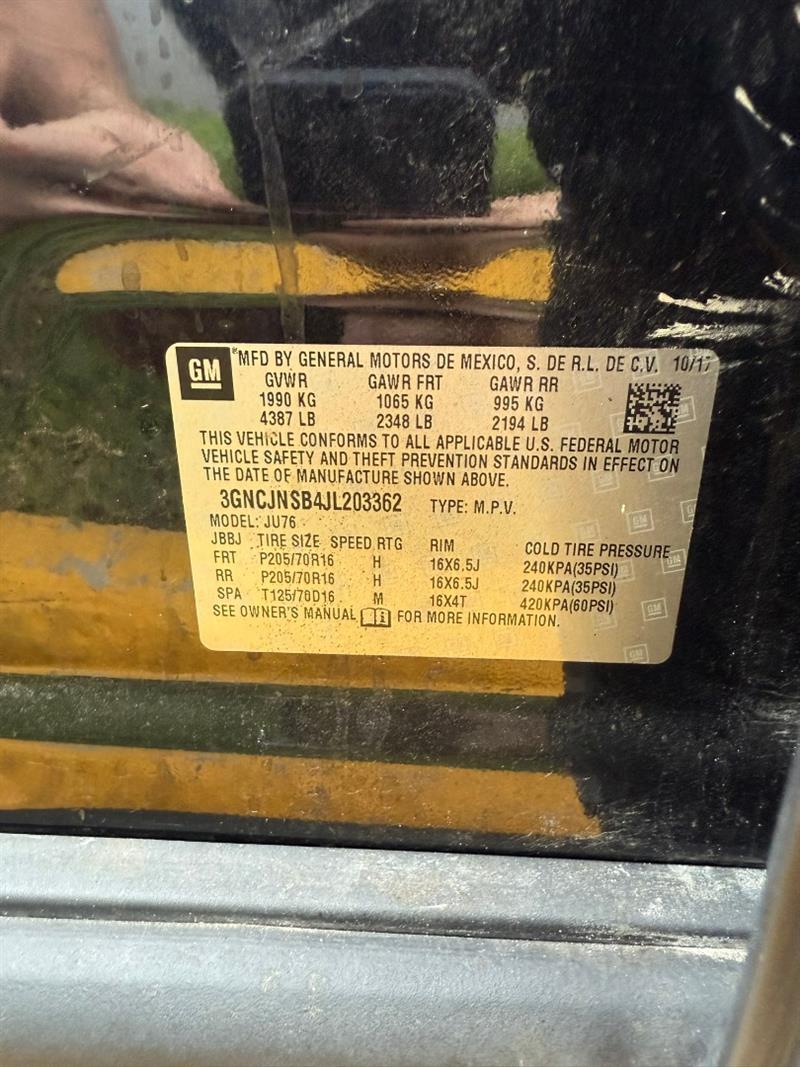 GM
MFD BY GENERAL MOTORS DE MEXICO, S. DE R.L. DE C.V. 10/17
GVWR GAWR FRT GAWR RR
1990 KG 1065 KG 995 KG
4387 LB 2348 LB 2194 LB
THIS VEHICLE CONFORMS TO ALL APPLICABLE U.S. FEDERAL MOTOR
VEHICLE SAFETY AND THEFT PREVENTION STANDARDS IN EFFECT ON
THE DATE OF MANUFACTURE SHOWN ABOVE.
3GNCJNSB4JL203362 TYPE: M.P.V.
MODEL: JU76
JBBJ TIRE SIZE SPEED RTG RIM COLD TIRE PRESSURE
FRT P205/70R16 H 16X6.5J 240KPA(35PSI)
RR P205/70R16 H 16X6.5J 240KPA(35PSI)
SPA T125/70D16 M 16X4T 420KPA(60PSI)
SEE OWNER'S MANUAL FOR MORE INFORMATION.